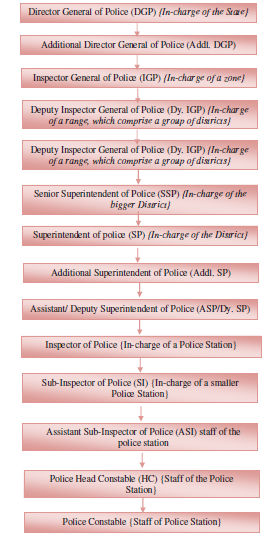 Director General of Police (DGP) {In-charge of the State}
Additional Director General of Police (Addl. DGP)
Inspector General of Police (IGP) {In-charge of a zone}
Deputy Inspector General of Police (Dy. IGP) {In-charge
of a range, which comprise a group of districts}
Deputy Inspector General of Police (Dy. IGP) {In-charge
of a range, which comprise a group of districts}
Senior Superintendent of Police (SSP) {In-charge of the
bigger District}
Superintendent of police (SP) {In-charge of the District}
Additional Superintendent of Police (Addl. SP)
Assistant/ Deputy Superintendent of Police (ASP/Dy. SP)
Inspector of Police {In-charge of a Police Station}
Sub-Inspector of Police (SI) {In-charge of a smaller
Police Station}
Assistant Sub-Inspector of Police (ASI) staff of the
police station
Police Head Constable (HC) {Staff of the Police
Station}
Police Constable {Staff of Police Station}